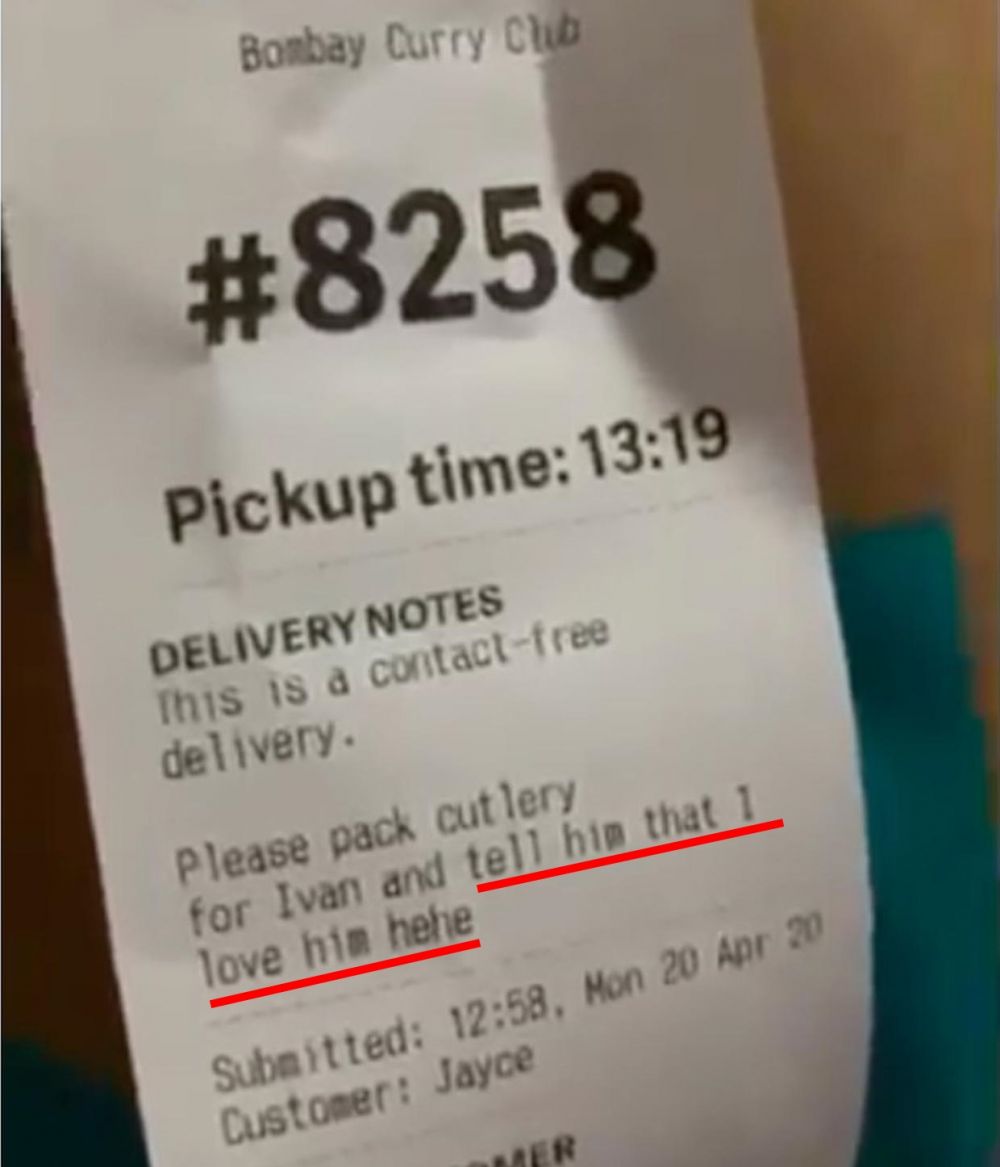 Bombay Curry Club
#8258
Pickup time: 13:19
DELIVERY NOTES
This is a contact-free
delivery.
Please pack cutlery
for Ivan and tell him that I
love him hehe
Submitted: 12:58, Mon 20 Apr 20
Customer: Jayce